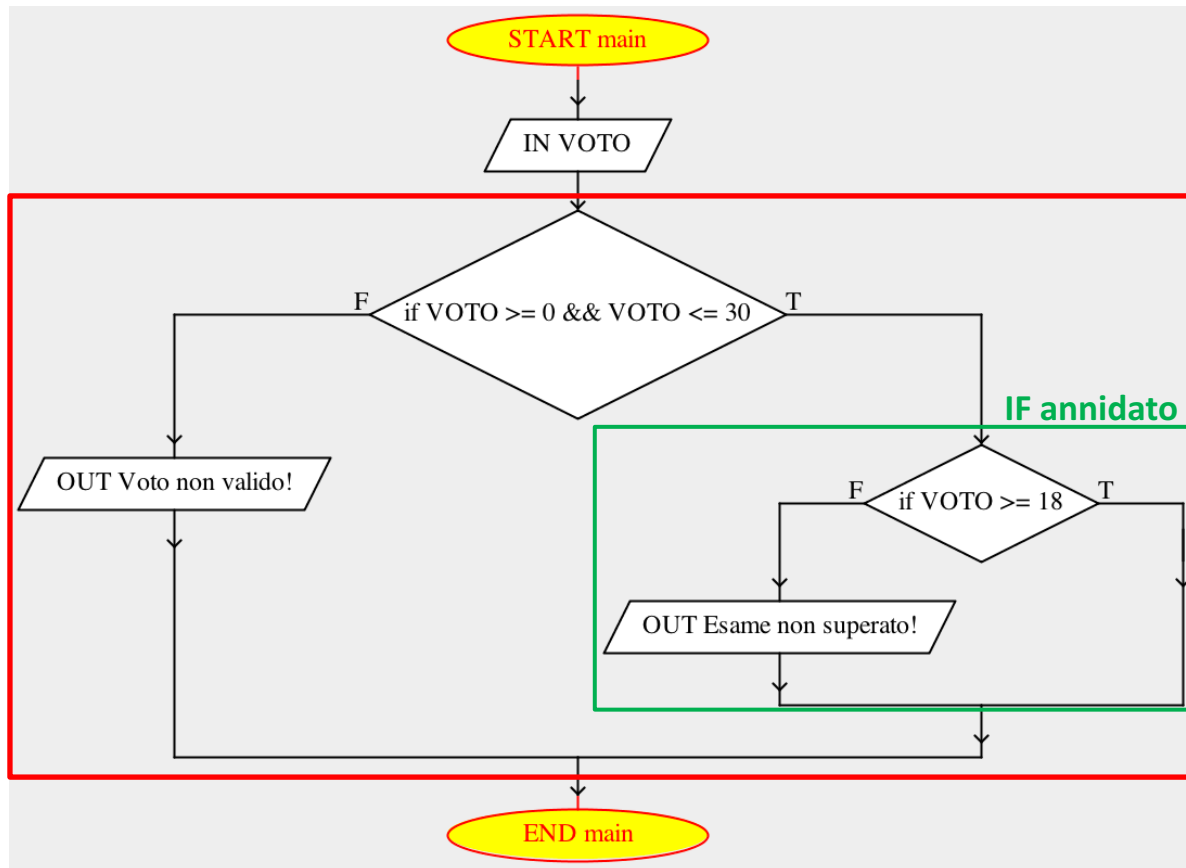 START main
IN VOTO
F
if VOTO >= 0 && VOTO <= 30
T
IF annidato
OUT Voto non valido!
F
if VOTO >= 18
T
OUT Esame non superato!
END main